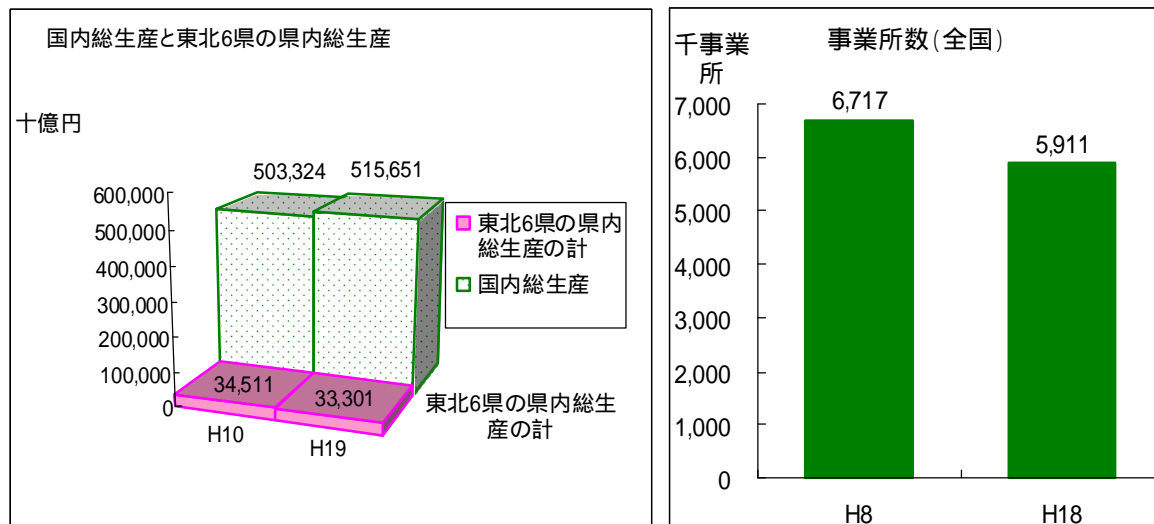 国内総生産と東北6県の県内総生産
十億円
503,324
515,651
600,000
500,000
400,000
300,000
200,000
100,000
0
34,511
33,301
H10
H19
東北6県の県内
総生産の計
国内総生産
東北6県の県内総生
産の計
千事業
所
事業所数(全国)
7,000
6,000
5,000
4,000
3,000
2,000
1,000
0
6,717
5,911
H8
H18